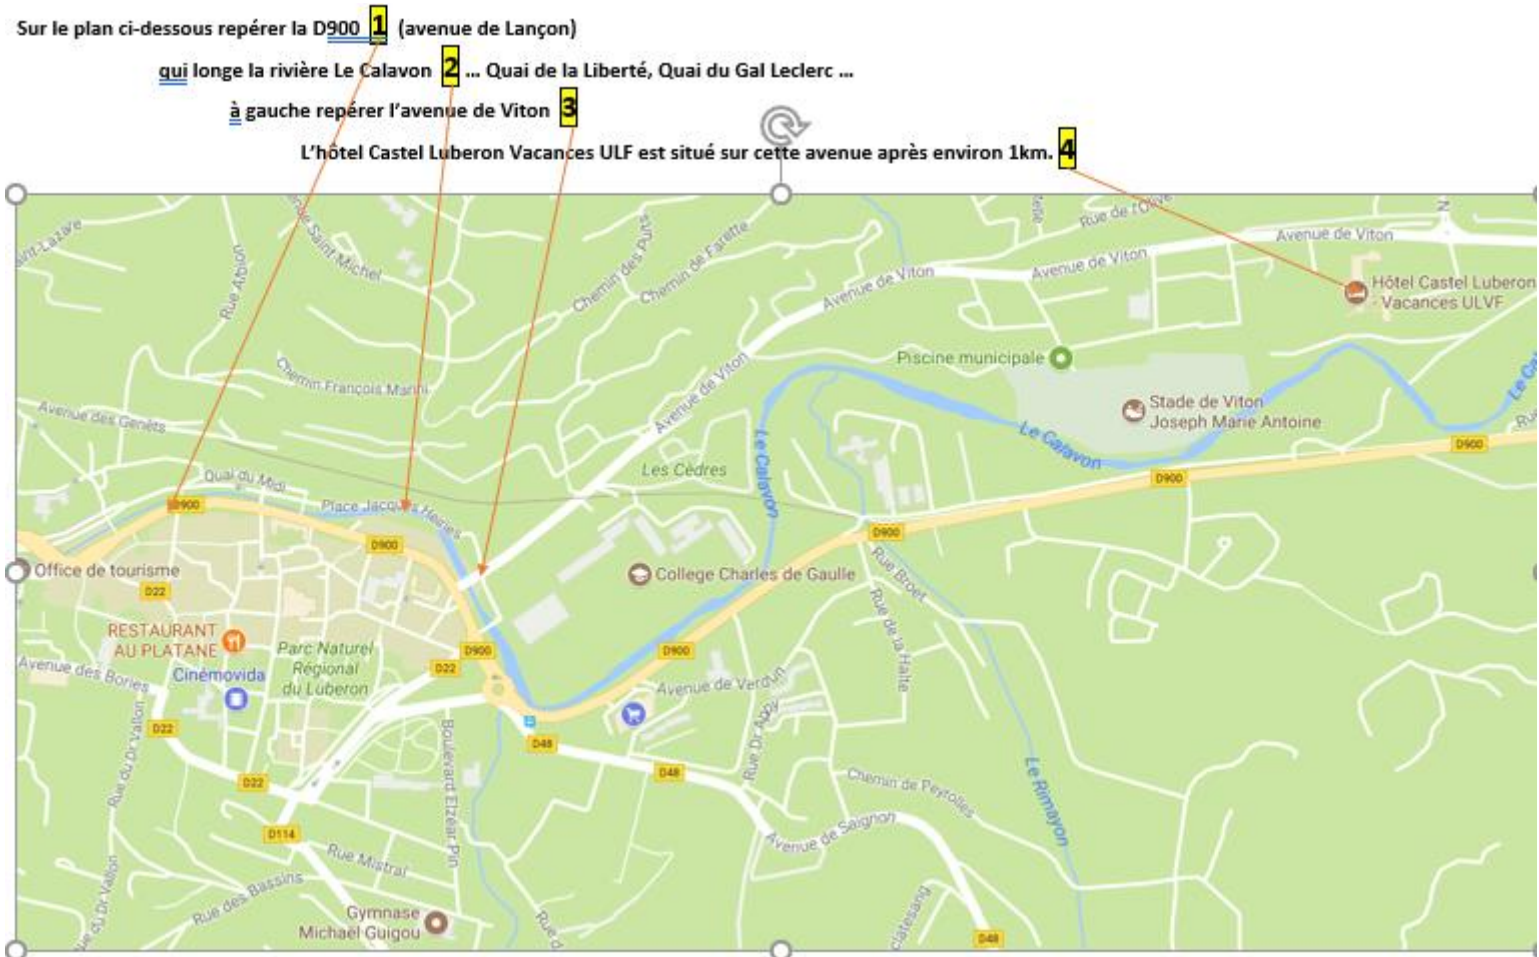 Sur le plan ci-dessous repérer la D900 1 (avenue de Lançon)
qui longe la rivière Le Calavon 2 ... Quai de la Liberté, Quai du Gal Leclerc ...
à gauche repérer l'avenue de Viton 3
L'hôtel Castel Luberon Vacances ULF est situé sur cette avenue après environ 1km. 4
Rue de l'Olive
N
Avenue de Viton
Avenue de Viton
Avenue de Viton
Avenue de Viton
Saint-Michel
Chemin des Puits
Chemin de Farette
Rue Albion
Hôtel Castel Luberon
- Vacances ULVF
Piscine municipale
Chemin François Marini
Stade de Viton
Joseph Marie Antoine
Avenue des Genêts
Le Calavon
Le Calavon
D900
D900
Les Cèdres
Quai du Midi
D900
Place Jacques Heinies
D900
D900
Office de tourisme
College Charles de Gaulle
Rue Broet
D22
Rue de la Halte
RESTAURANT
AU PLATANE
Parc Naturel
Régional
du Luberon
D900
D900
D22
Avenue des Bories
Cinémovida
Avenue de Verdun
Rue Dr Appy
Rue du Dr Vallon
D22
D48
D48
D22
Boulevard Elzéar Pin
Chemin de Peyrolles
Le Rimayon
D114
Avenue de Saignon
Rue Mistral
Rue des Bassins
Gymnase
Michaël Guigou
D48